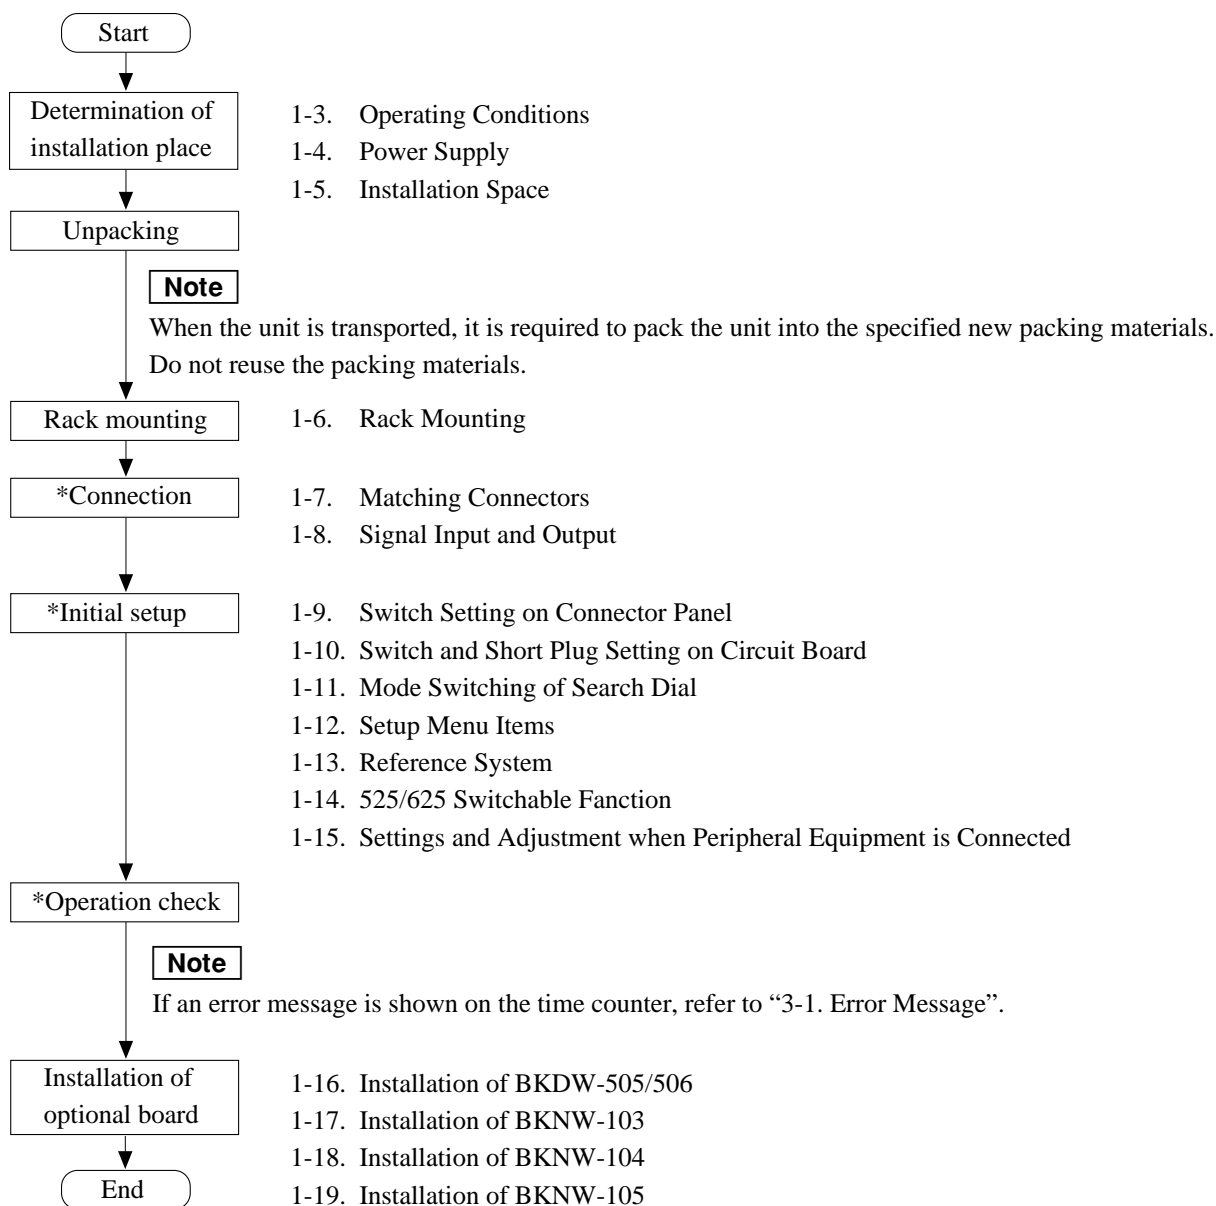 Start
Determination of
installation place
1-3. Operating Conditions
1-4. Power Supply
1-5. Installation Space
Unpacking
Note
When the unit is transported, it is required to pack the unit into the specified new packing materials.
Do not reuse the packing materials.
Rack mounting
1-6. Rack Mounting
*Connection
1-7. Matching Connectors
1-8. Signal Input and Output
*Initial setup
1-9. Switch Setting on Connector Panel
1-10. Switch and Short Plug Setting on Circuit Board
1-11. Mode Switching of Search Dial
1-12. Setup Menu Items
1-13. Reference System
1-14. 525/625 Switchable Fanction
1-15. Settings and Adjustment when Peripheral Equipment is Connected
*Operation check
Note
If an error message is shown on the time counter, refer to “3-1. Error Message”.
Installation of
optional board
1-16. Installation of BKDW-505/506
1-17. Installation of BKNW-103
1-18. Installation of BKNW-104
1-19. Installation of BKNW-105
End